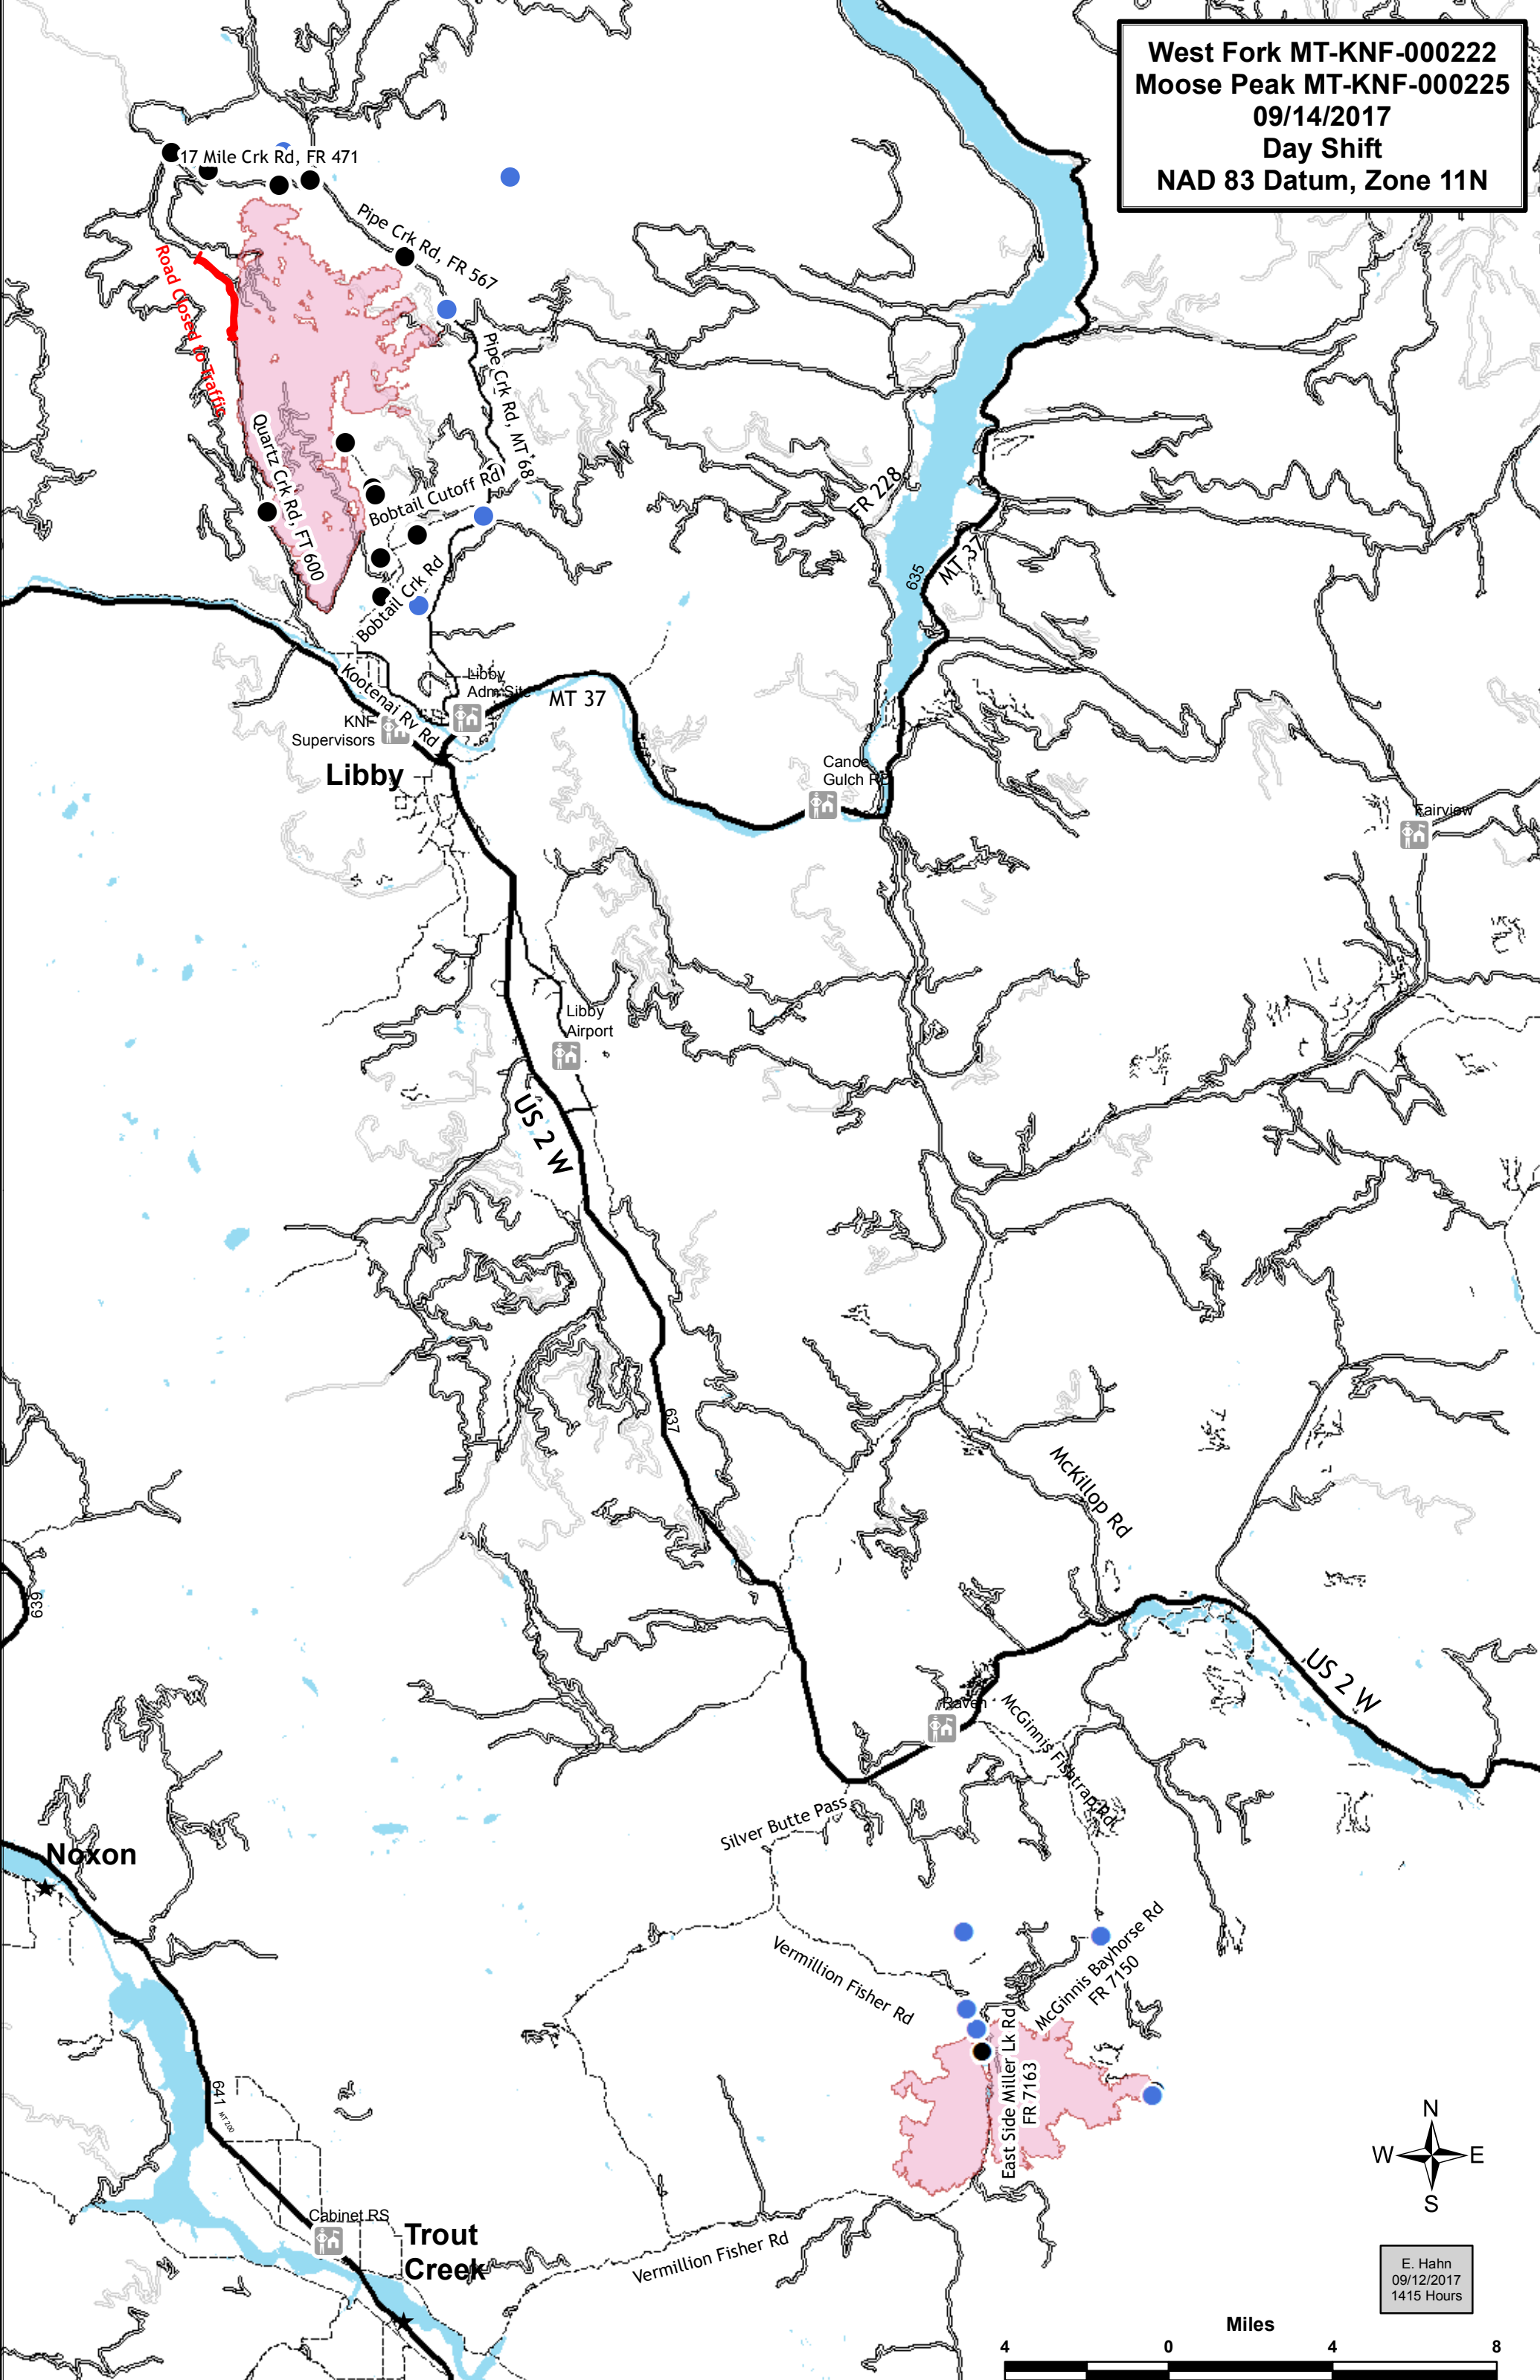 West Fork MT-KNF-000222
Moose Peak MT-KNF-000225
09/14/2017
Day Shift
NAD 83 Datum, Zone 11N
17 Mile Crk Rd, FR 471
Pipe Crk Rd, FR 567
Road Closed to Traffic
Pipe Crk Rd, MT 68
Quartz Crk Rd, FT 600
Bobtail Cutoff Rd
FR 228
MT 37
635
Bobtail Crk Rd
Kootenai Rv Rd
Libby
Adm Site
MT 37
KNF
Supervisors
Libby
Canoe
Gulch RD
Fairview
Libby
Airport
US 2 W
637
McKillop Rd
639
US 2 W
Raven
McGinnis Fishtrap Rd
Silver Butte Pass
Noxon
Vermillion Fisher Rd
McGinnis Bayhorse Rd
FR 7150
East Side Miller Lk Rd
FR 7163
641
MT 200
N
W
E
S
Cabinet RS
Trout
Creek
Vermillion Fisher Rd
E. Hahn
09/12/2017
1415 Hours
Miles
4 0 4 8